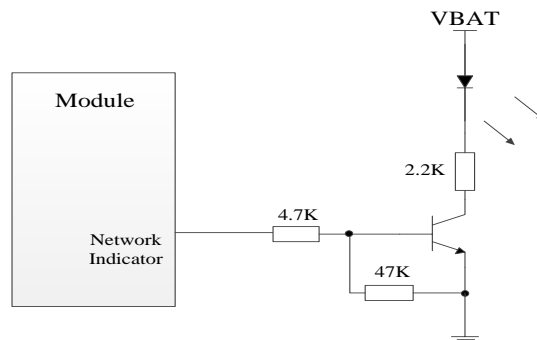 VBAT
Module
2.2K
4.7K
Network
Indicator
47K